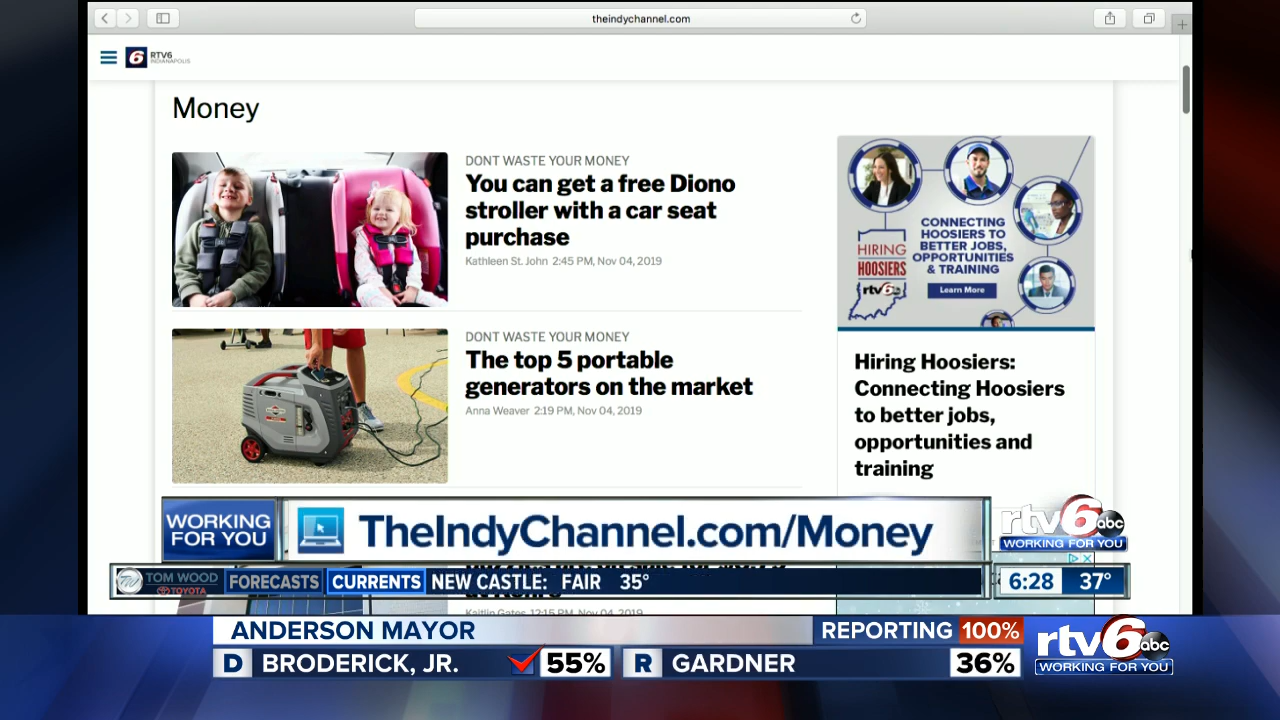 theindychannel.com
6 RTV6
INDIANAPOLIS
Money
DONT WASTE YOUR MONEY
You can get a free Diono
stroller with a car seat
purchase
Kathleen St. John 2:45 PM, Nov 04, 2019
DONT WASTE YOUR MONEY
The top 5 portable
generators on the market
Anna Weaver 2:19 PM, Nov 04, 2019
CONNECTING
HOOSIERS TO
BETTER JOBS,
OPPORTUNITIES
& TRAINING
Learn More
HIRING
HOOSIERS
rtv6
Hiring Hoosiers:
Connecting Hoosiers
to better jobs,
opportunities and
training
WORKING
FOR YOU
TheIndyChannel.com/Money
rtv6 abc
WORKING FOR YOU
TOM WOOD
TOYOTA
FORECASTS
CURRENTS
NEW CASTLE: FAIR 35°
6:28 37°
Kaitlin Gates 12:15 PM, Nov 04, 2019
ANDERSON MAYOR
REPORTING 100%
D BRODERICK, JR. 55%
R GARDNER 36%
rtv6 abc
WORKING FOR YOU